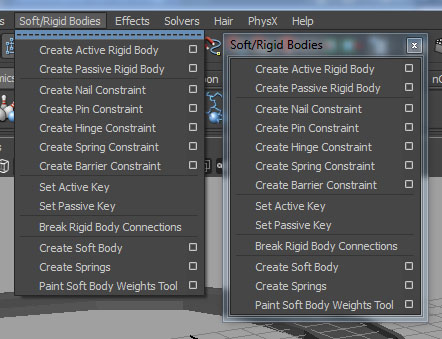 Soft/Rigid Bodies Effects Solvers Hair PhysX Help
Create Active Rigid Body
Create Passive Rigid Body
Create Nail Constraint
Create Pin Constraint
Create Hinge Constraint
Create Spring Constraint
Create Barrier Constraint
Set Active Key
Set Passive Key
Break Rigid Body Connections
Create Soft Body
Create Springs
Paint Soft Body Weights Tool
Soft/Rigid Bodies
Create Active Rigid Body
Create Passive Rigid Body
Create Nail Constraint
Create Pin Constraint
Create Hinge Constraint
Create Spring Constraint
Create Barrier Constraint
Set Active Key
Set Passive Key
Break Rigid Body Connections
Create Soft Body
Create Springs
Paint Soft Body Weights Tool